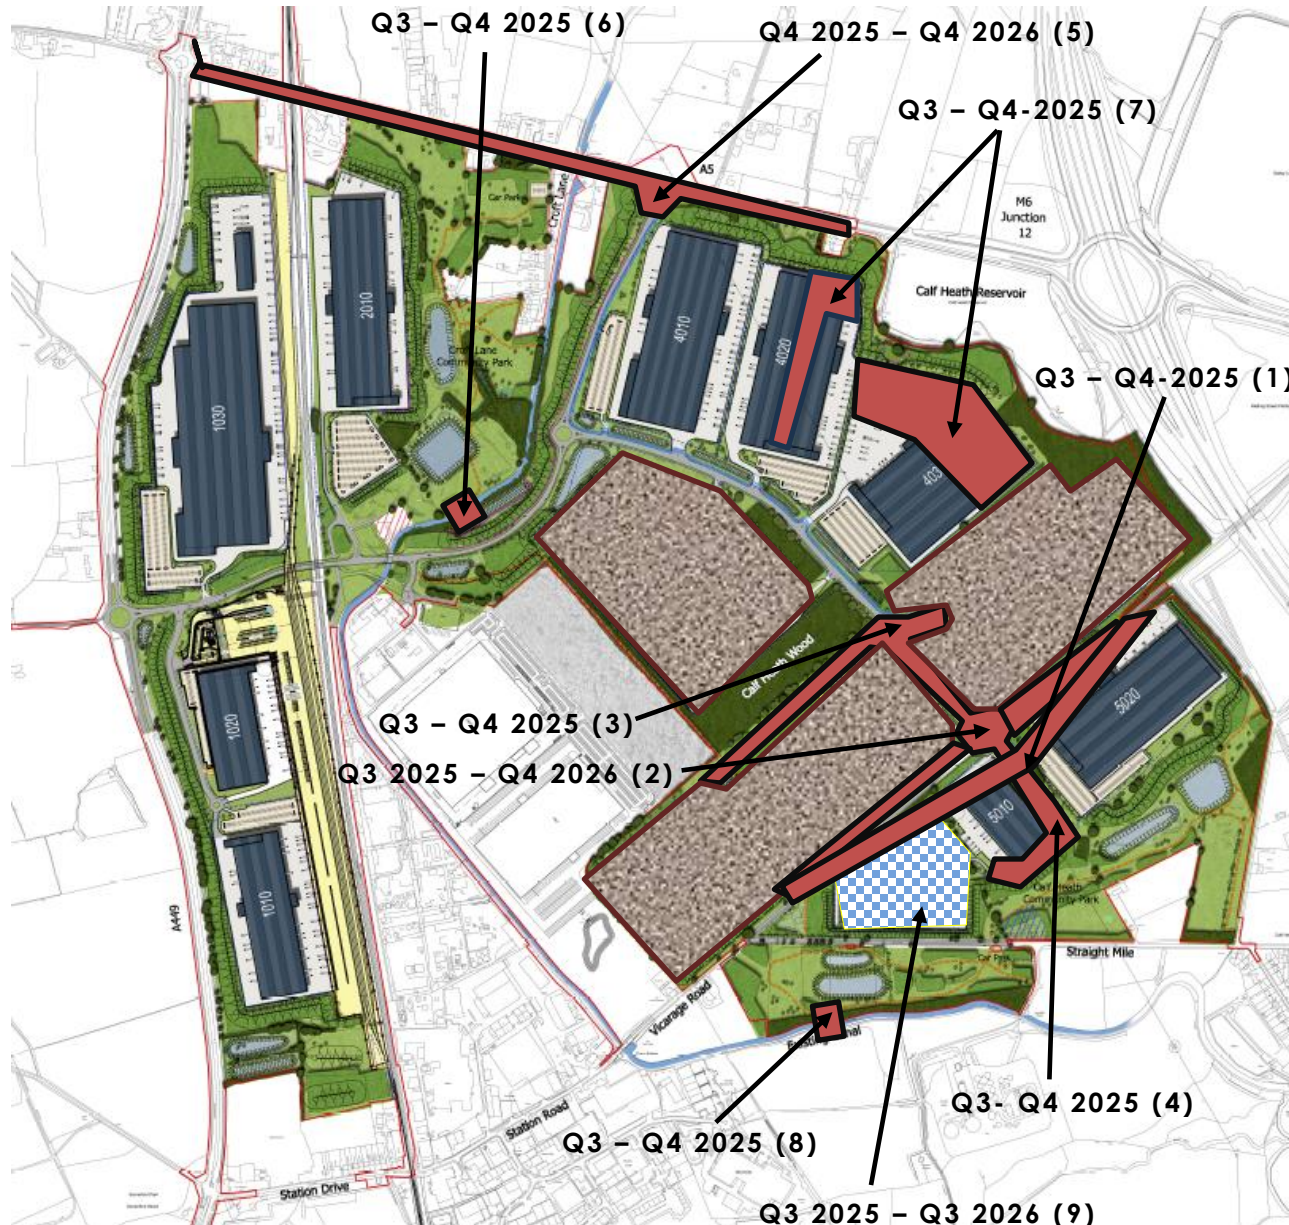 Q3 – Q4 2025 (6)
Q4 2025 – Q4 2026 (5)
Q3 – Q4-2025 (7)
A5
M6
Junction
12
Car Park
Croft Lane
Calf Heath Reservoir
2010
4010
4020
Croft Lane
Community Park
Q3 – Q4-2025 (1)
1030
403
Calf Heath Wood
Q3 – Q4 2025 (3)
1020
5020
Q3 2025 – Q4 2026 (2)
5010
1010
Calf Heath
Community Park
A449
Straight Mile
Car Park
Vicarage Road
Existing Canal
Q3- Q4 2025 (4)
Station Road
Q3 – Q4 2025 (8)
Station Drive
Q3 2025 – Q3 2026 (9)